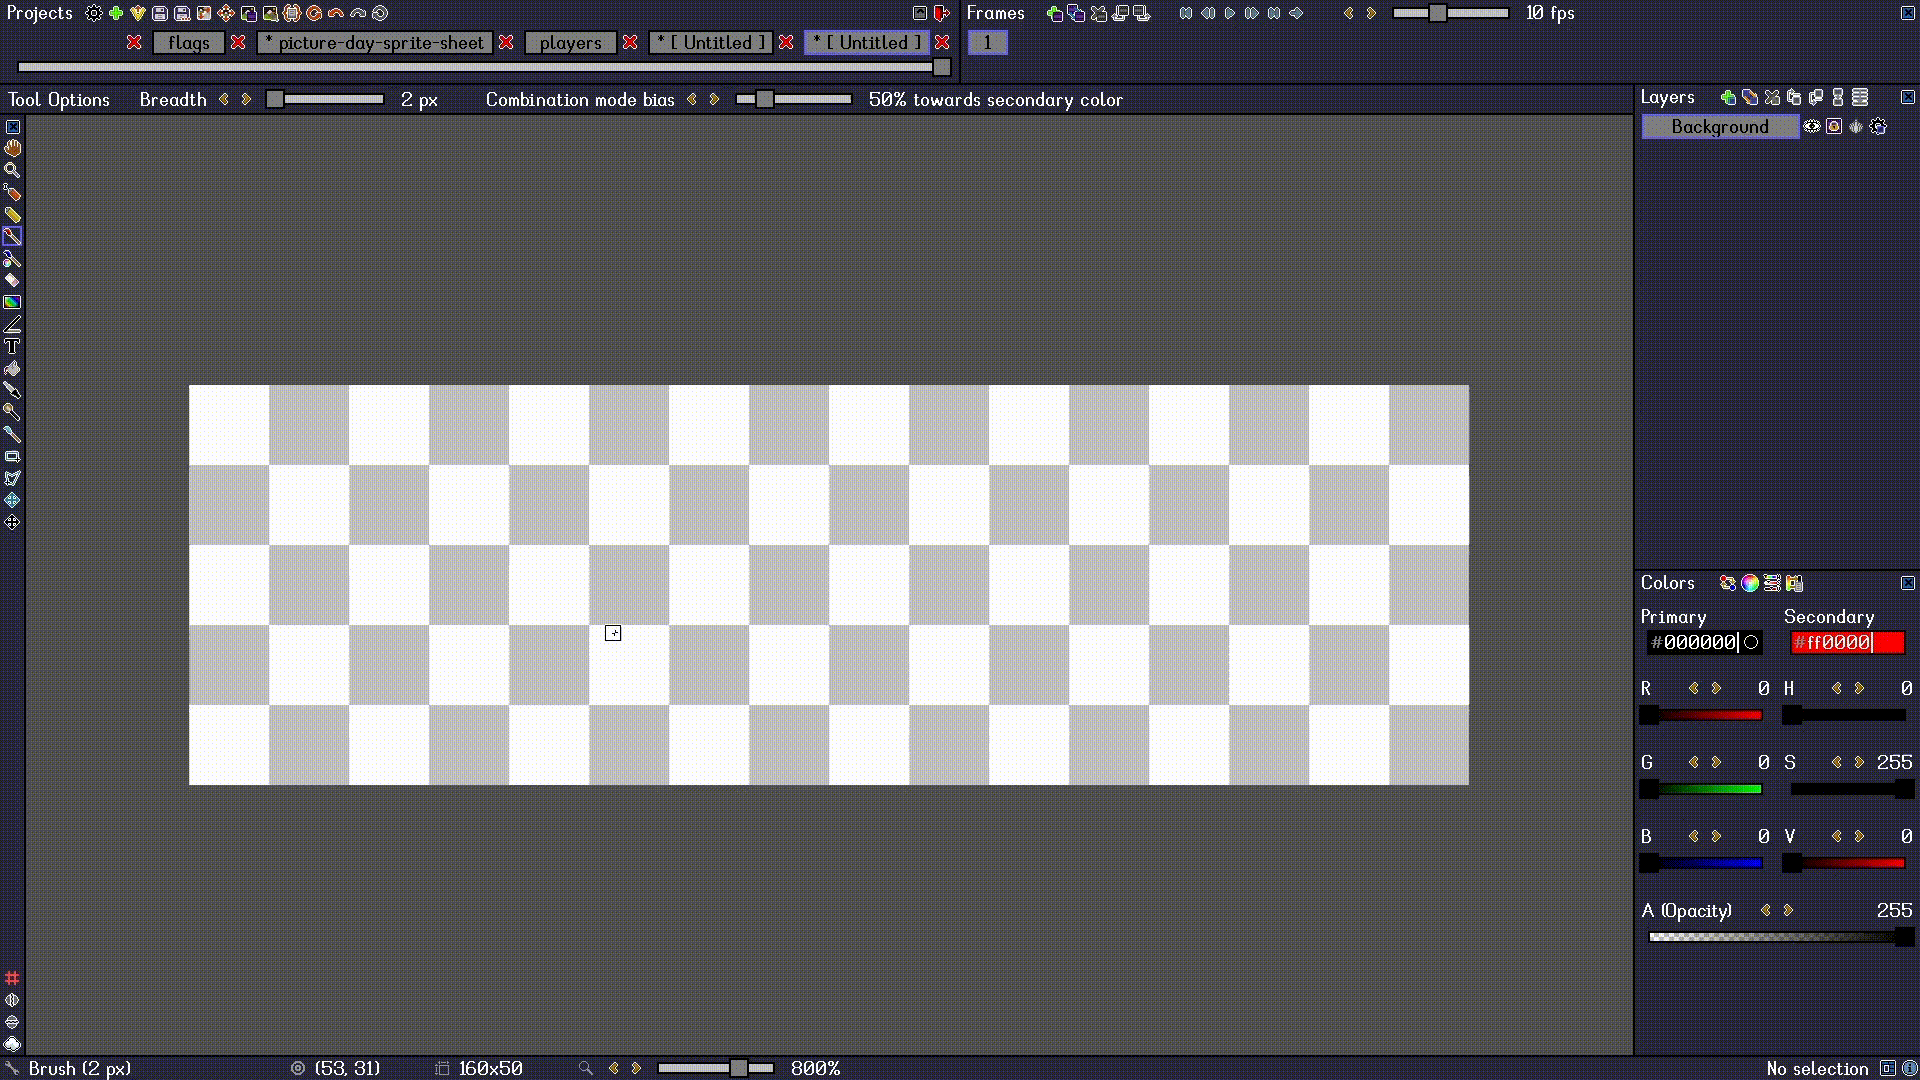 Projects
Frames
10 fps
flags
* picture-day-sprite-sheet
players
* [ Untitled ]
* [ Untitled ]
1
Tool Options
Breadth
2 px
Combination mode bias
50% towards secondary color
Layers
Background
Colors
Primary
Secondary
#000000
#ff0000
R 0
H 0
G 0
S 255
B 0
V 0
A (Opacity) 255
Brush (2 px)
(53, 31)
160x50
800%
No selection